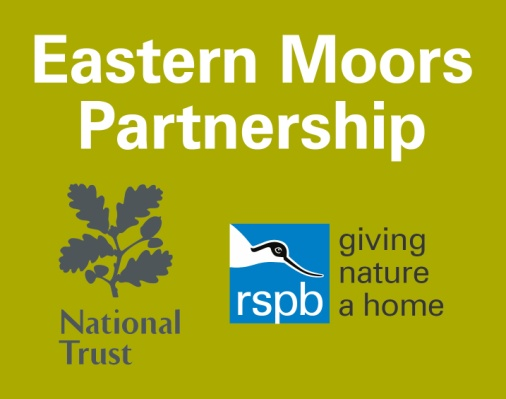 Eastern Moors
Partnership
National
Trust
rspb
giving
nature
a home